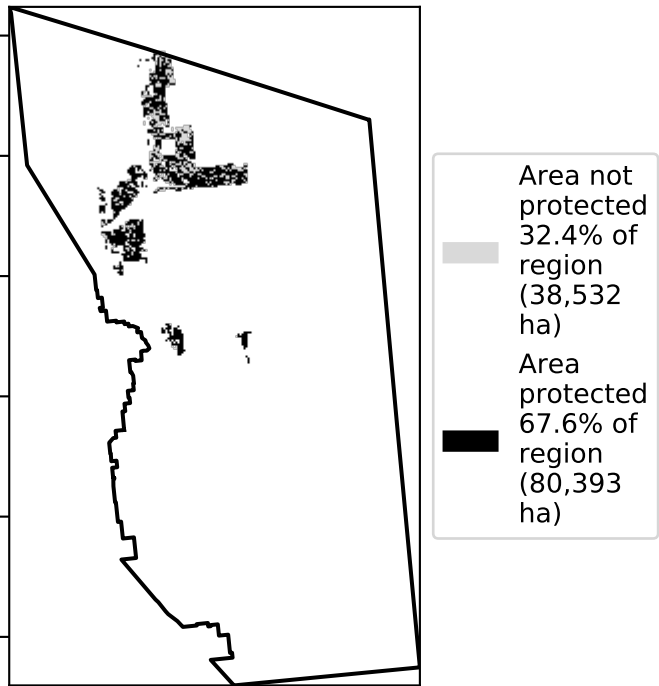 Area not
protected
32.4% of
region
(38,532
ha)
Area
protected
67.6% of
region
(80,393
ha)